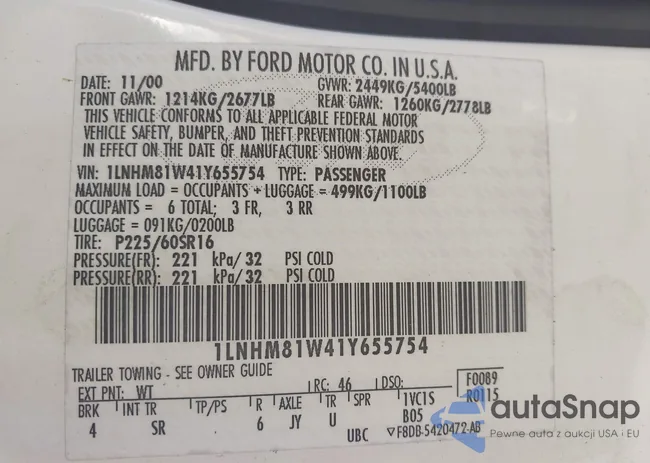 MFD. BY FORD MOTOR CO. IN U.S.A.
DATE: 11/00 GVWR: 2449KG/5400LB
FRONT GAWR: 1214KG/2677LB REAR GAWR: 1260KG/2778LB
THIS VEHICLE CONFORMS TO ALL APPLICABLE FEDERAL MOTOR
VEHICLE SAFETY, BUMPER, AND THEFT PREVENTION STANDARDS
IN EFFECT ON THE DATE OF MANUFACTURE SHOWN ABOVE.
VIN: 1LNHM81W41Y655754 TYPE: PASSENGER
MAXIMUM LOAD = OCCUPANTS + LUGGAGE = 499KG/1100LB
OCCUPANTS = 6 TOTAL; 3 FR, 3 RR
LUGGAGE = 091KG/0200LB
TIRE: P225/60SR16
PRESSURE(FR): 221 kPa/ 32 PSI COLD
PRESSURE(RR): 221 kPa/ 32 PSI COLD
1LNHM81W41Y655754
TRAILER TOWING - SEE OWNER GUIDE
EXT PNT: WT RC: 46 DSO: F0089
R0115
BRK INT TR TP/PS R AXLE TR SPR 1VC1S
4 SR 6 JY U UBC B05
▽F8DB-5420472-AB
autaSnap
Pewne auta z aukcji USA i EU